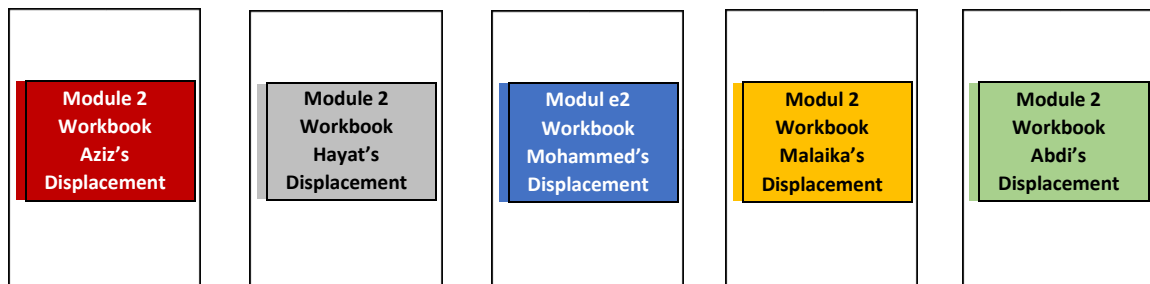 Module 2
Workbook
Aziz's
Displacement
Module 2
Workbook
Hayat's
Displacement
Modul e2
Workbook
Mohammed's
Displacement
Modul 2
Workbook
Malaika's
Displacement
Module 2
Workbook
Abdi's
Displacement